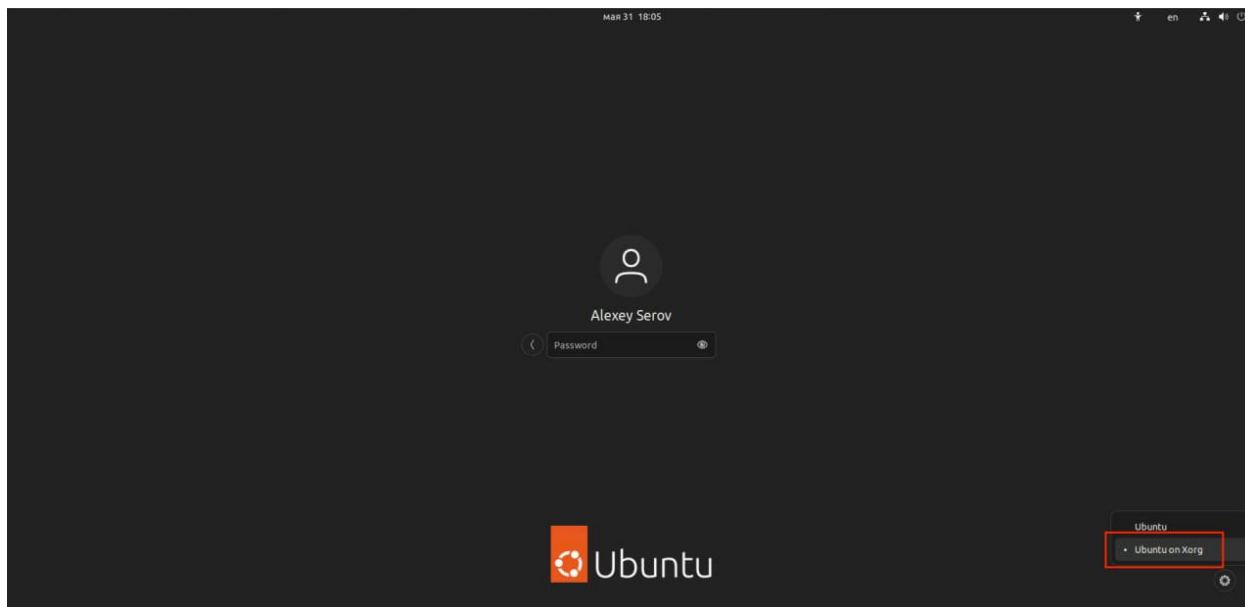 мая 31 18:05
en
Alexey Serov
Password
Ubuntu
Ubuntu on Xorg
Ubuntu